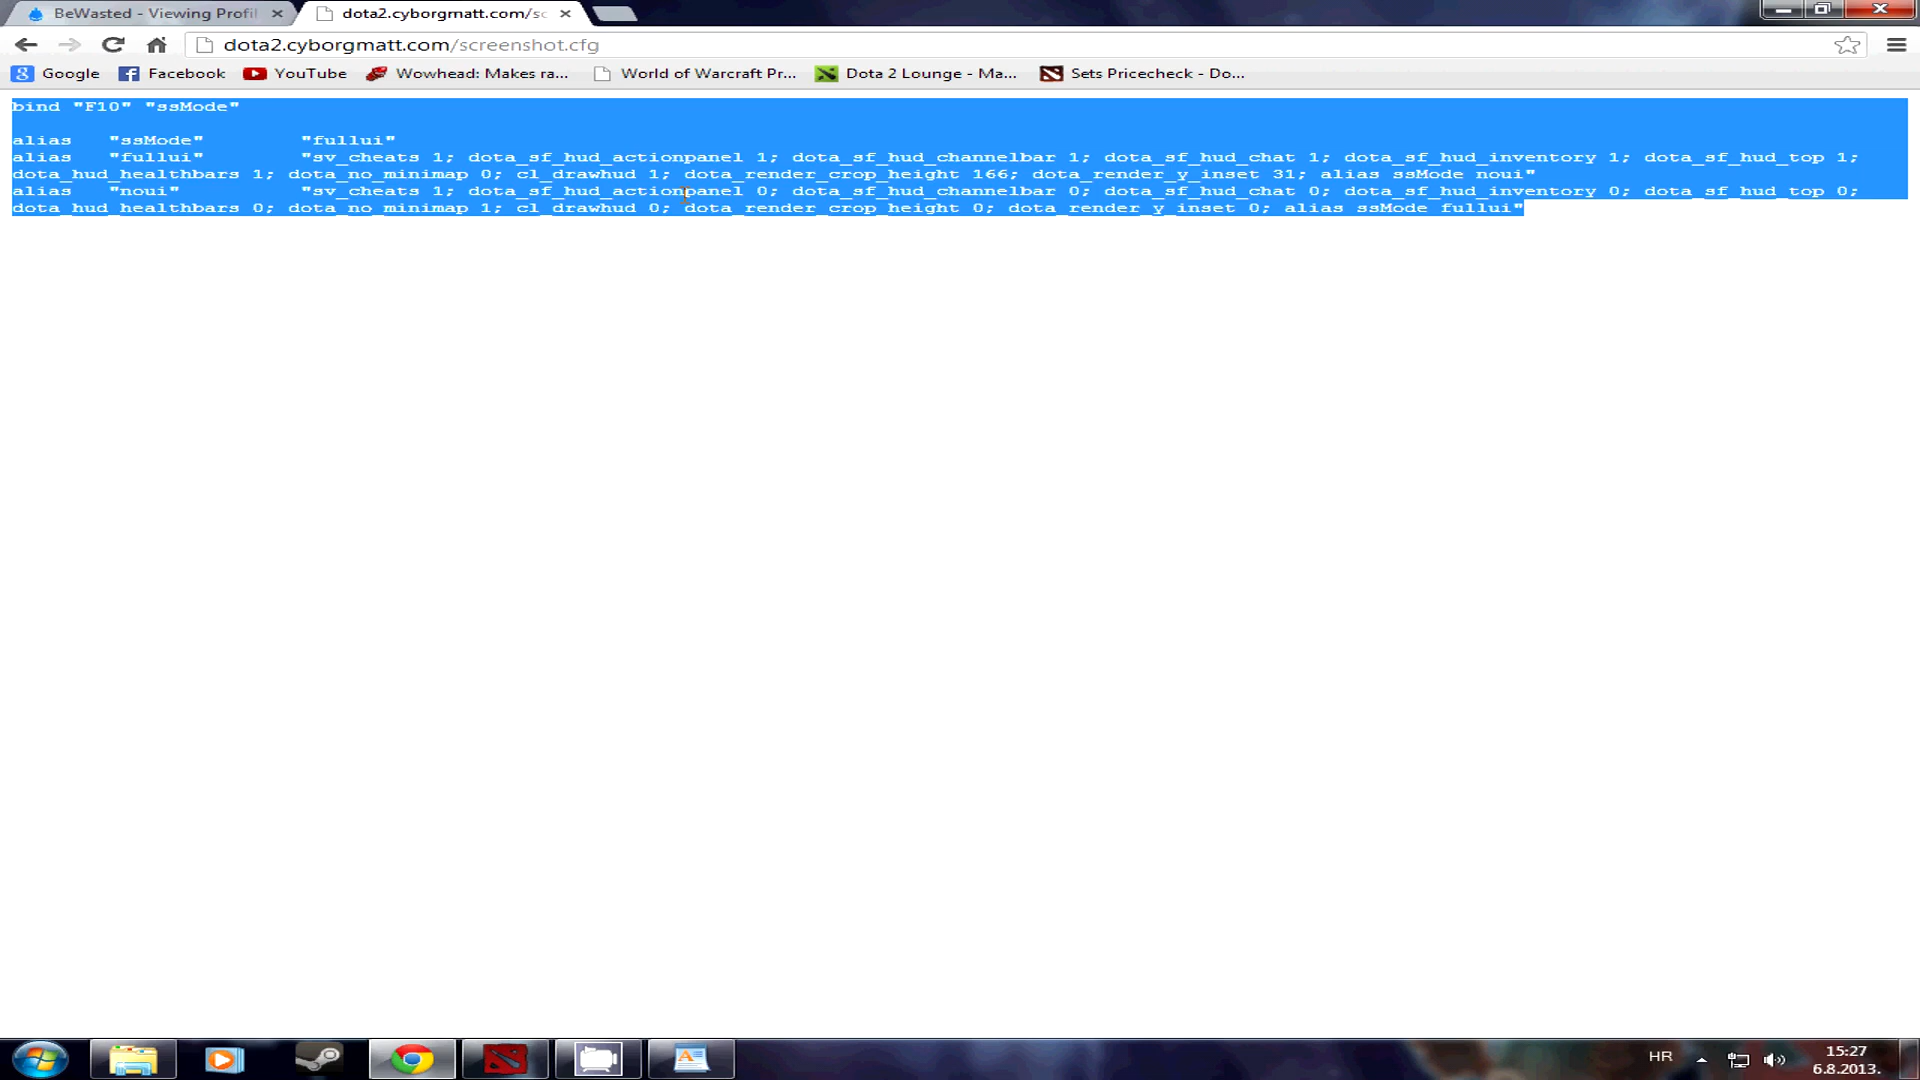 BeWasted - Viewing Profil
dota2.cyborgmatt.com/sc
dota2.cyborgmatt.com/screenshot.cfg
Google Facebook YouTube Wowhead: Makes ra... World of Warcraft Pr... Dota 2 Lounge - Ma... Sets Pricecheck - Do...
bind "F10" "ssMode"
alias "ssMode" "fullui"
alias "fullui" "sv_cheats 1; dota_sf_hud_actionpanel 1; dota_sf_hud_channelbar 1; dota_sf_hud_chat 1; dota_sf_hud_inventory 1; dota_sf_hud_top 1;
dota_hud_healthbars 1; dota_no_minimap 0; cl_drawhud 1; dota_render_crop_height 166; dota_render_y_inset 31; alias ssMode noui"
alias "noui" "sv_cheats 1; dota_sf_hud_actionpanel 0; dota_sf_hud_channelbar 0; dota_sf_hud_chat 0; dota_sf_hud_inventory 0; dota_sf_hud_top 0;
dota_hud_healthbars 0; dota_no_minimap 1; cl_drawhud 0; dota_render_crop_height 0; dota_render_y_inset 0; alias ssMode fullui"
HR
15:27
6.8.2013.